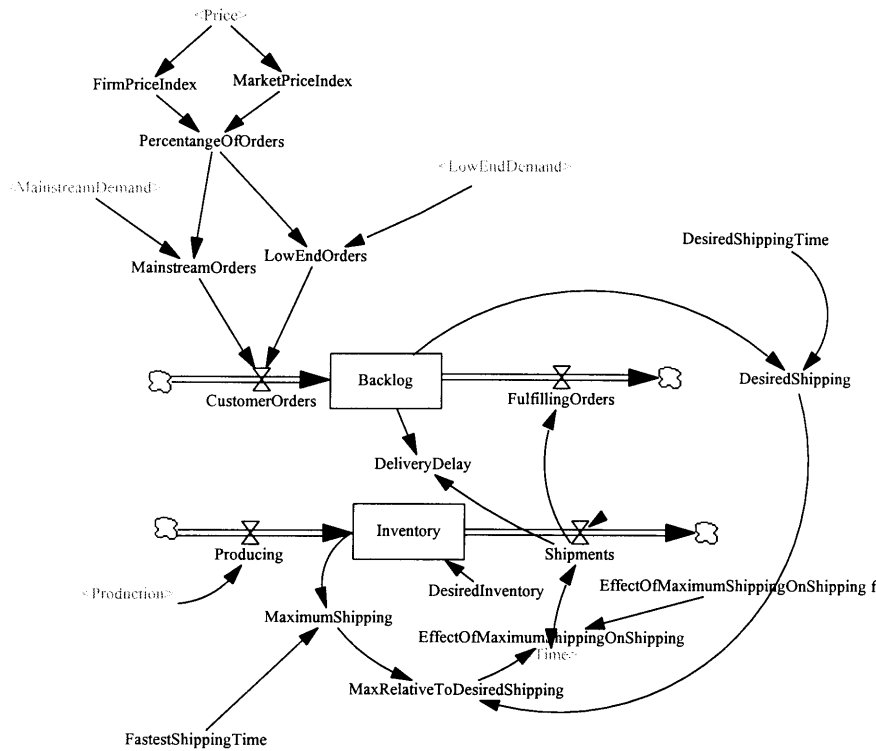 <Price>
FirmPriceIndex
MarketPriceIndex
PercentangeOfOrders
<LowEndDemand>
<MainstreamDemand>
DesiredShippingTime
LowEndOrders
MainstreamOrders
Backlog
DesiredShipping
CustomerOrders
FulfillingOrders
DeliveryDelay
Inventory
Producing
Shipments
<Production>
DesiredInventory
EffectOfMaximumShippingOnShipping f
MaximumShipping
EffectOfMaximumShippingOnShipping
Time>
MaxRelativeToDesiredShipping
FastestShippingTime